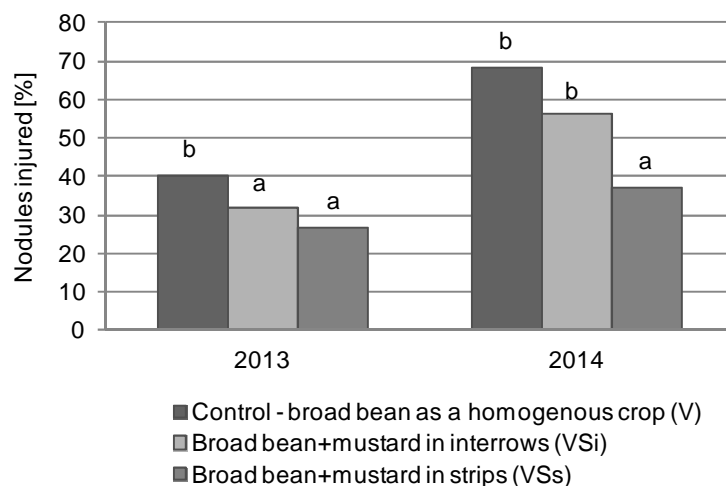 Nodules injured [%]
80
70
60
50
40
30
20
10
0
b
a
a
b
b
a
2013
2014
Control - broad bean as a homogenous crop (V)
Broad bean+mustard in interrows (VSi)
Broad bean+mustard in strips (VSs)